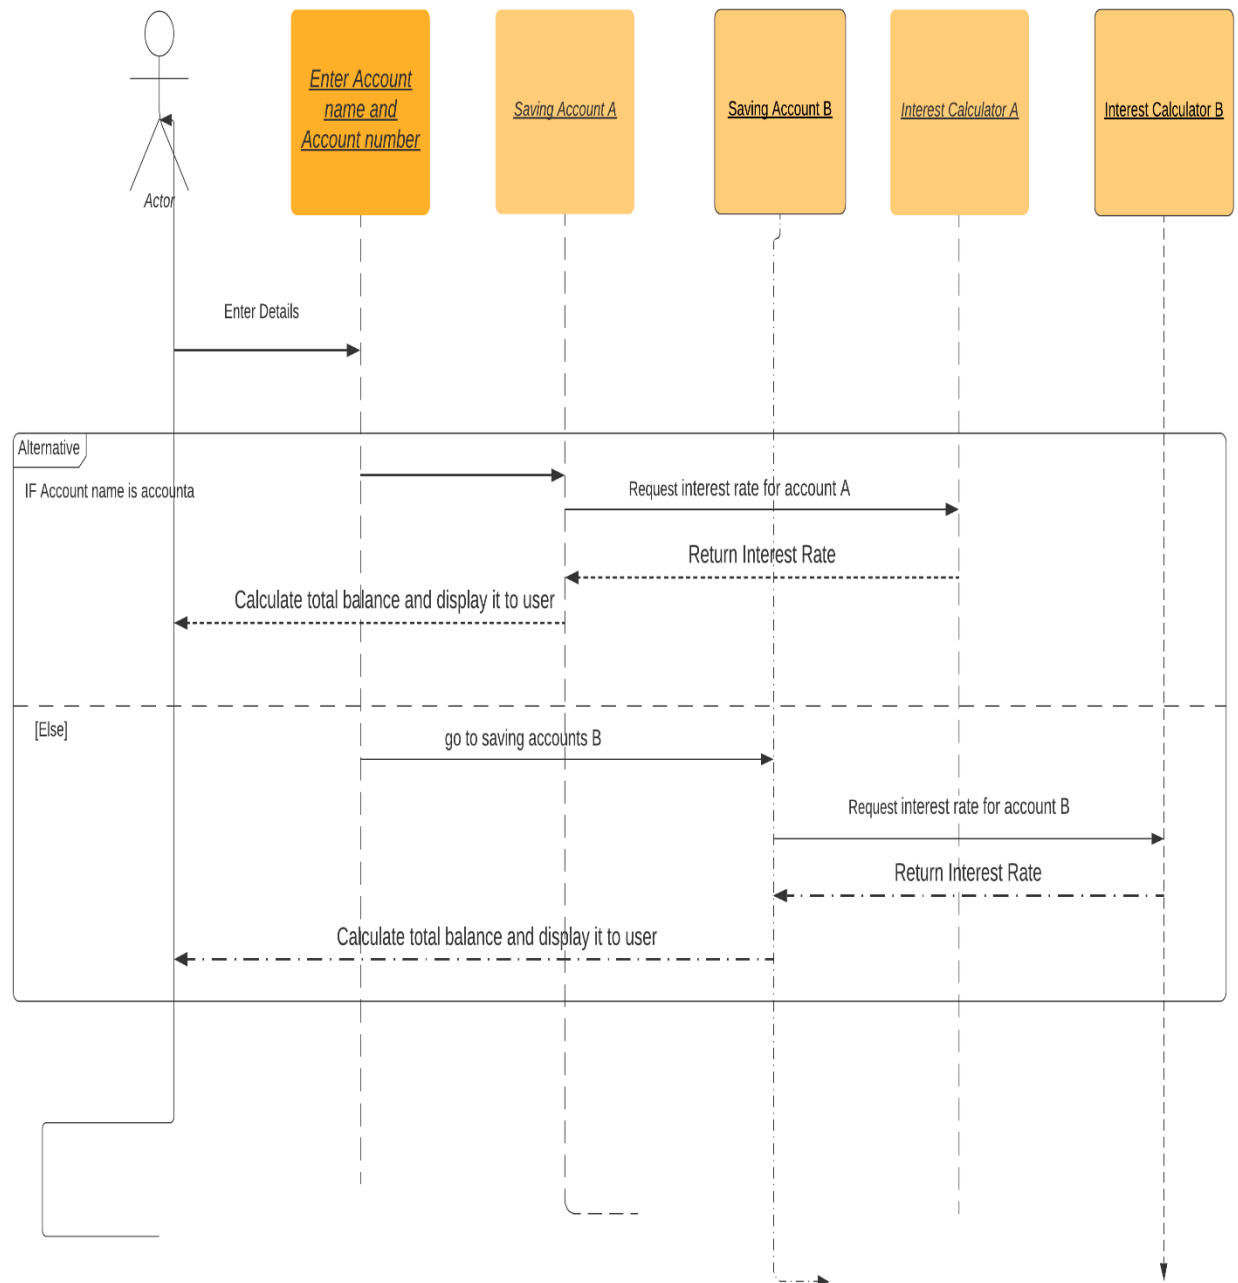 Enter Account
name and
Account number
Saving Account A
Saving Account B
Interest Calculator A
Interest Calculator B
Actor
Enter Details
Alternative
IF Account name is accounta
Request interest rate for account A
Return Interest Rate
Calculate total balance and display it to user
[Else]
go to saving accounts B
Request interest rate for account B
Return Interest Rate
Calculate total balance and display it to user